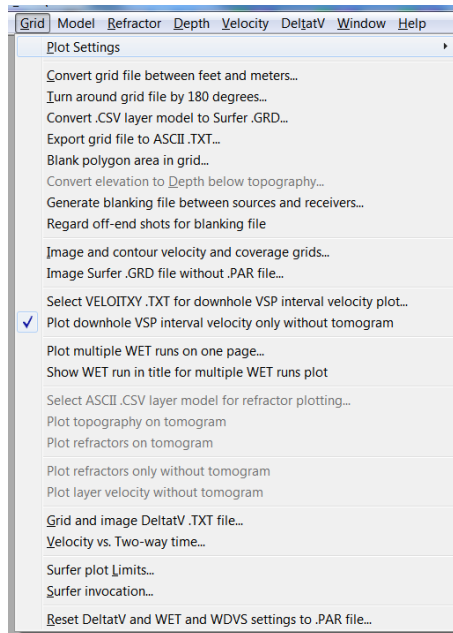 Grid Model Refractor Depth Velocity DeltatV Window Help
Plot Settings
Convert grid file between feet and meters...
Turn around grid file by 180 degrees...
Convert .CSV layer model to Surfer .GRD...
Export grid file to ASCII .TXT...
Blank polygon area in grid...
Convert elevation to Depth below topography...
Generate blanking file between sources and receivers...
Regard off-end shots for blanking file
Image and contour velocity and coverage grids...
Image Surfer .GRD file without .PAR file...
Select VELOITXY .TXT for downhole VSP interval velocity plot...
Plot downhole VSP interval velocity only without tomogram
Plot multiple WET runs on one page...
Show WET run in title for multiple WET runs plot
Select ASCII .CSV layer model for refractor plotting...
Plot topography on tomogram
Plot refractors on tomogram
Plot refractors only without tomogram
Plot layer velocity without tomogram
Grid and image DeltatV .TXT file...
Velocity vs. Two-way time...
Surfer plot Limits...
Surfer invocation...
Reset DeltatV and WET and WDVS settings to .PAR file...